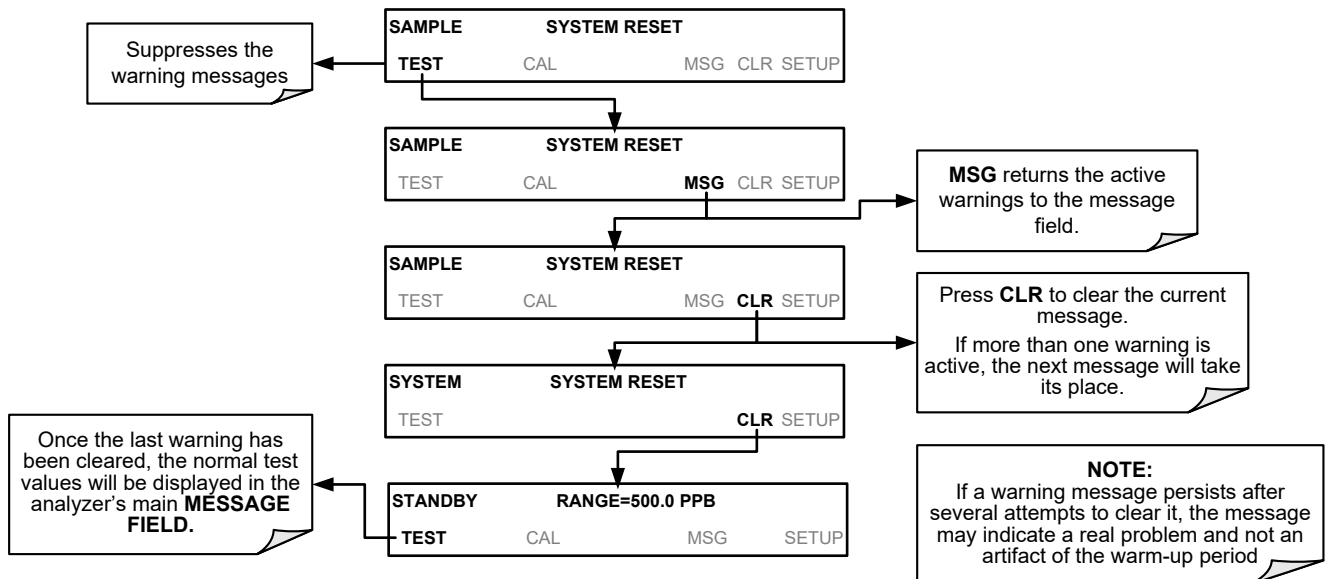 Suppresses the
warning messages
SAMPLE SYSTEM RESET
TEST CAL MSG CLR SETUP
SAMPLE SYSTEM RESET
TEST CAL MSG CLR SETUP
MSG returns the active
warnings to the message
field.
SAMPLE SYSTEM RESET
TEST CAL MSG CLR SETUP
Press CLR to clear the current
message.
If more than one warning is
active, the next message will take
its place.
SYSTEM SYSTEM RESET
TEST CLR SETUP
Once the last warning has
been cleared, the normal test
values will be displayed in the
analyzer’s main MESSAGE
FIELD.
STANDBY RANGE=500.0 PPB
TEST CAL MSG SETUP
NOTE:
If a warning message persists after
several attempts to clear it, the message
may indicate a real problem and not an
artifact of the warm-up period